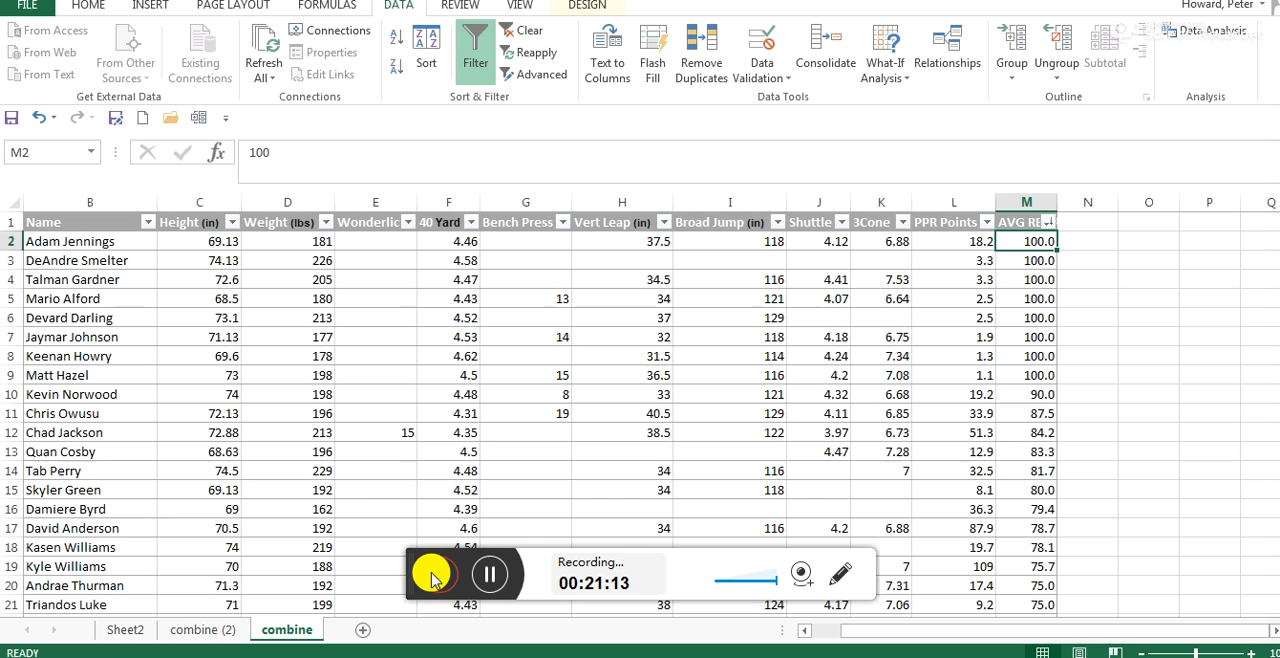 FILE HOME INSERT PAGE LAYOUT FORMULAS DATA REVIEW VIEW DESIGN Howard, Peter
From Access
From Web
From Text
From Other Sources
Existing Connections
Get External Data
Refresh All
Connections
Properties
Edit Links
Connections
Sort
Filter
Clear
Reapply
Advanced
Sort & Filter
Text to Columns
Flash Fill
Remove Duplicates
Data Validation
Consolidate
What-If Analysis
Relationships
Data Tools
Group
Ungroup
Subtotal
Outline
Data Analysis
Analysis
M2 fx 100
B C D E F G H I J K L M N O P Q
1 Name Height (in) Weight (lbs) Wonderlic 40 Yard Bench Press Vert Leap (in) Broad Jump (in) Shuttle 3Cone PPR Points AVG RE
2 Adam Jennings 69.13 181 4.46 37.5 118 4.12 6.88 18.2 100.0
3 DeAndre Smelter 74.13 226 4.58 3.3 100.0
4 Talman Gardner 72.6 205 4.47 34.5 116 4.41 7.53 3.3 100.0
5 Mario Alford 68.5 180 4.43 13 34 121 4.07 6.64 2.5 100.0
6 Devard Darling 73.1 213 4.52 37 129 2.5 100.0
7 Jaymar Johnson 71.13 177 4.53 14 32 118 4.18 6.75 1.9 100.0
8 Keenan Howry 69.6 178 4.62 31.5 114 4.24 7.34 1.3 100.0
9 Matt Hazel 73 198 4.5 15 36.5 116 4.2 7.08 1.1 100.0
10 Kevin Norwood 74 198 4.48 8 33 121 4.32 6.68 19.2 90.0
11 Chris Owusu 72.13 196 4.31 19 40.5 129 4.11 6.85 33.9 87.5
12 Chad Jackson 72.88 213 15 4.35 38.5 122 3.97 6.73 51.3 84.2
13 Quan Cosby 68.63 196 4.5 4.47 7.28 12.9 83.3
14 Tab Perry 74.5 229 4.48 34 116 7 32.5 81.7
15 Skyler Green 69.13 192 4.52 34 118 8.1 80.0
16 Damiere Byrd 69 162 4.39 36.3 79.4
17 David Anderson 70.5 192 4.6 34 116 4.2 6.88 87.9 78.7
18 Kasen Williams 74 219 4.54 19.7 78.1
19 Kyle Williams 70 188 7 109 75.7
20 Andrae Thurman 71.3 192 7.31 17.4 75.0
21 Triandos Luke 71 199 4.43 38 124 4.17 7.06 9.2 75.0
Recording...
00:21:13
Sheet2 combine (2) combine
READY